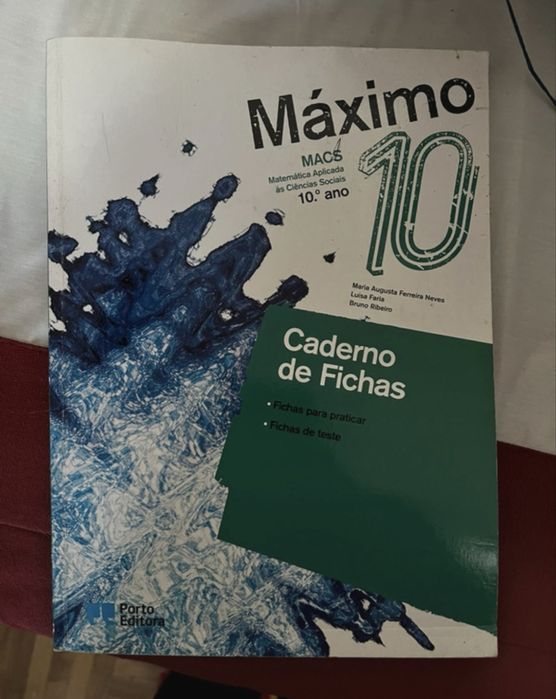 Máximo
10
MACS
Matemática Aplicada
às Ciências Sociais
10.º ano
Maria Augusta Ferreira Neves
Luísa Faria
Bruno Ribeiro
Caderno
de Fichas
• Fichas para praticar
• Fichas de teste
Porto
Editora